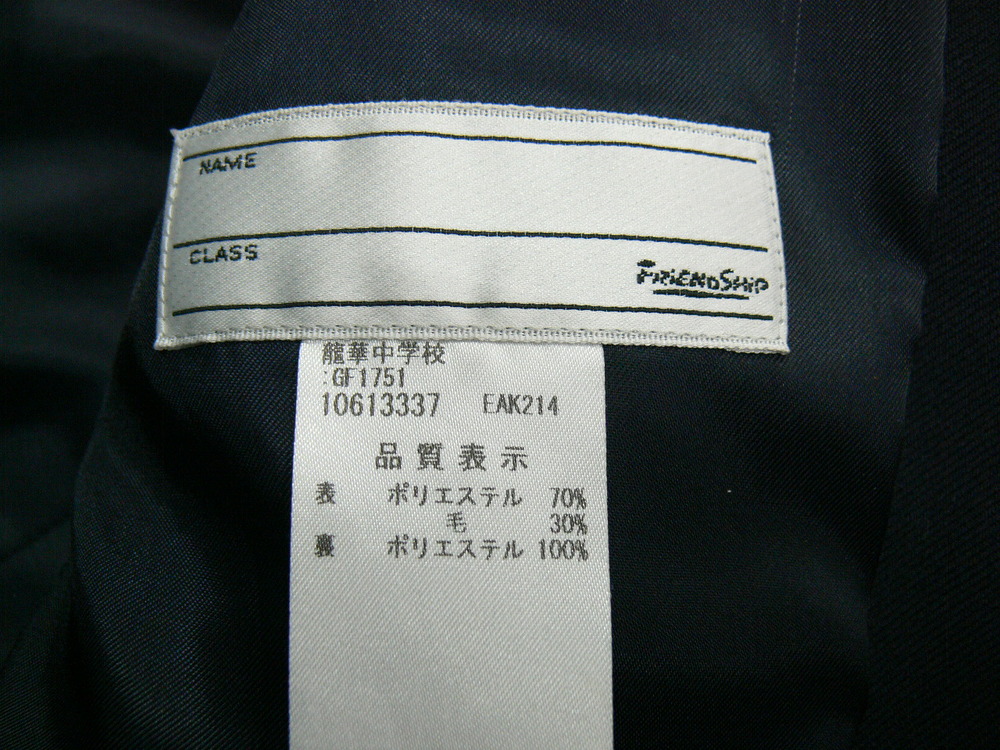 NAME
CLASS
FRiENDSHiP
龍華中学校
:GF1751
10613337 EAK214
品質表示
表 ポリエステル 70%
毛 30%
裏 ポリエステル 100%